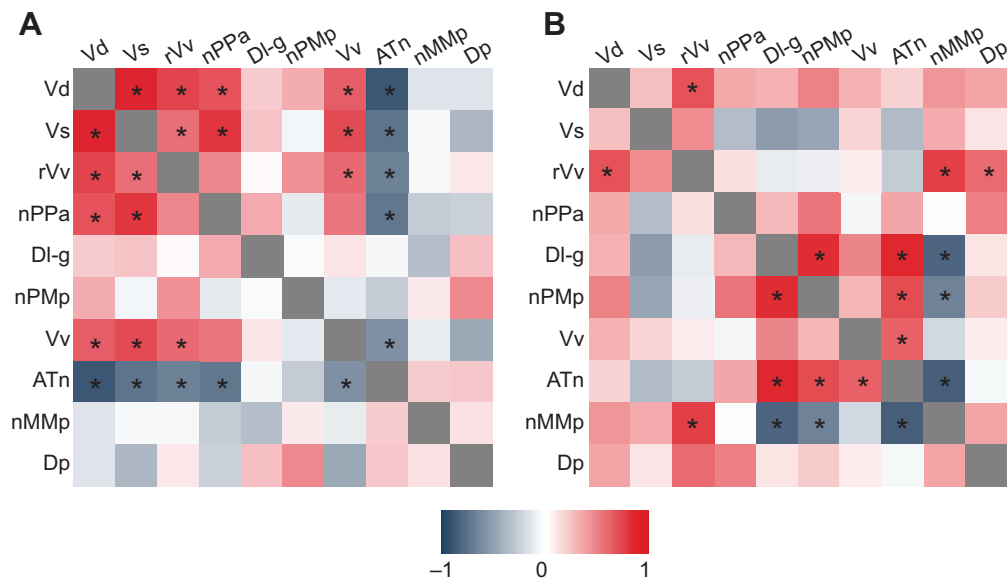 A
B
Vd Vs rVv nPPa Dl-g nPMp Vv ATn nMMp Dp
Vd Vs rVv nPPa Dl-g nPMp Vv ATn nMMp Dp
Vd * * * * *
Vs * * * * *
rVv * * * *
nPPa * * *
Dl-g
nPMp
Vv * * * *
ATn * * * * *
nMMp
Dp
Vd *
Vs
rVv * * *
nPPa
Dl-g * * *
nPMp * * *
Vv *
ATn * * * *
nMMp * * * *
Dp
–1 0 1